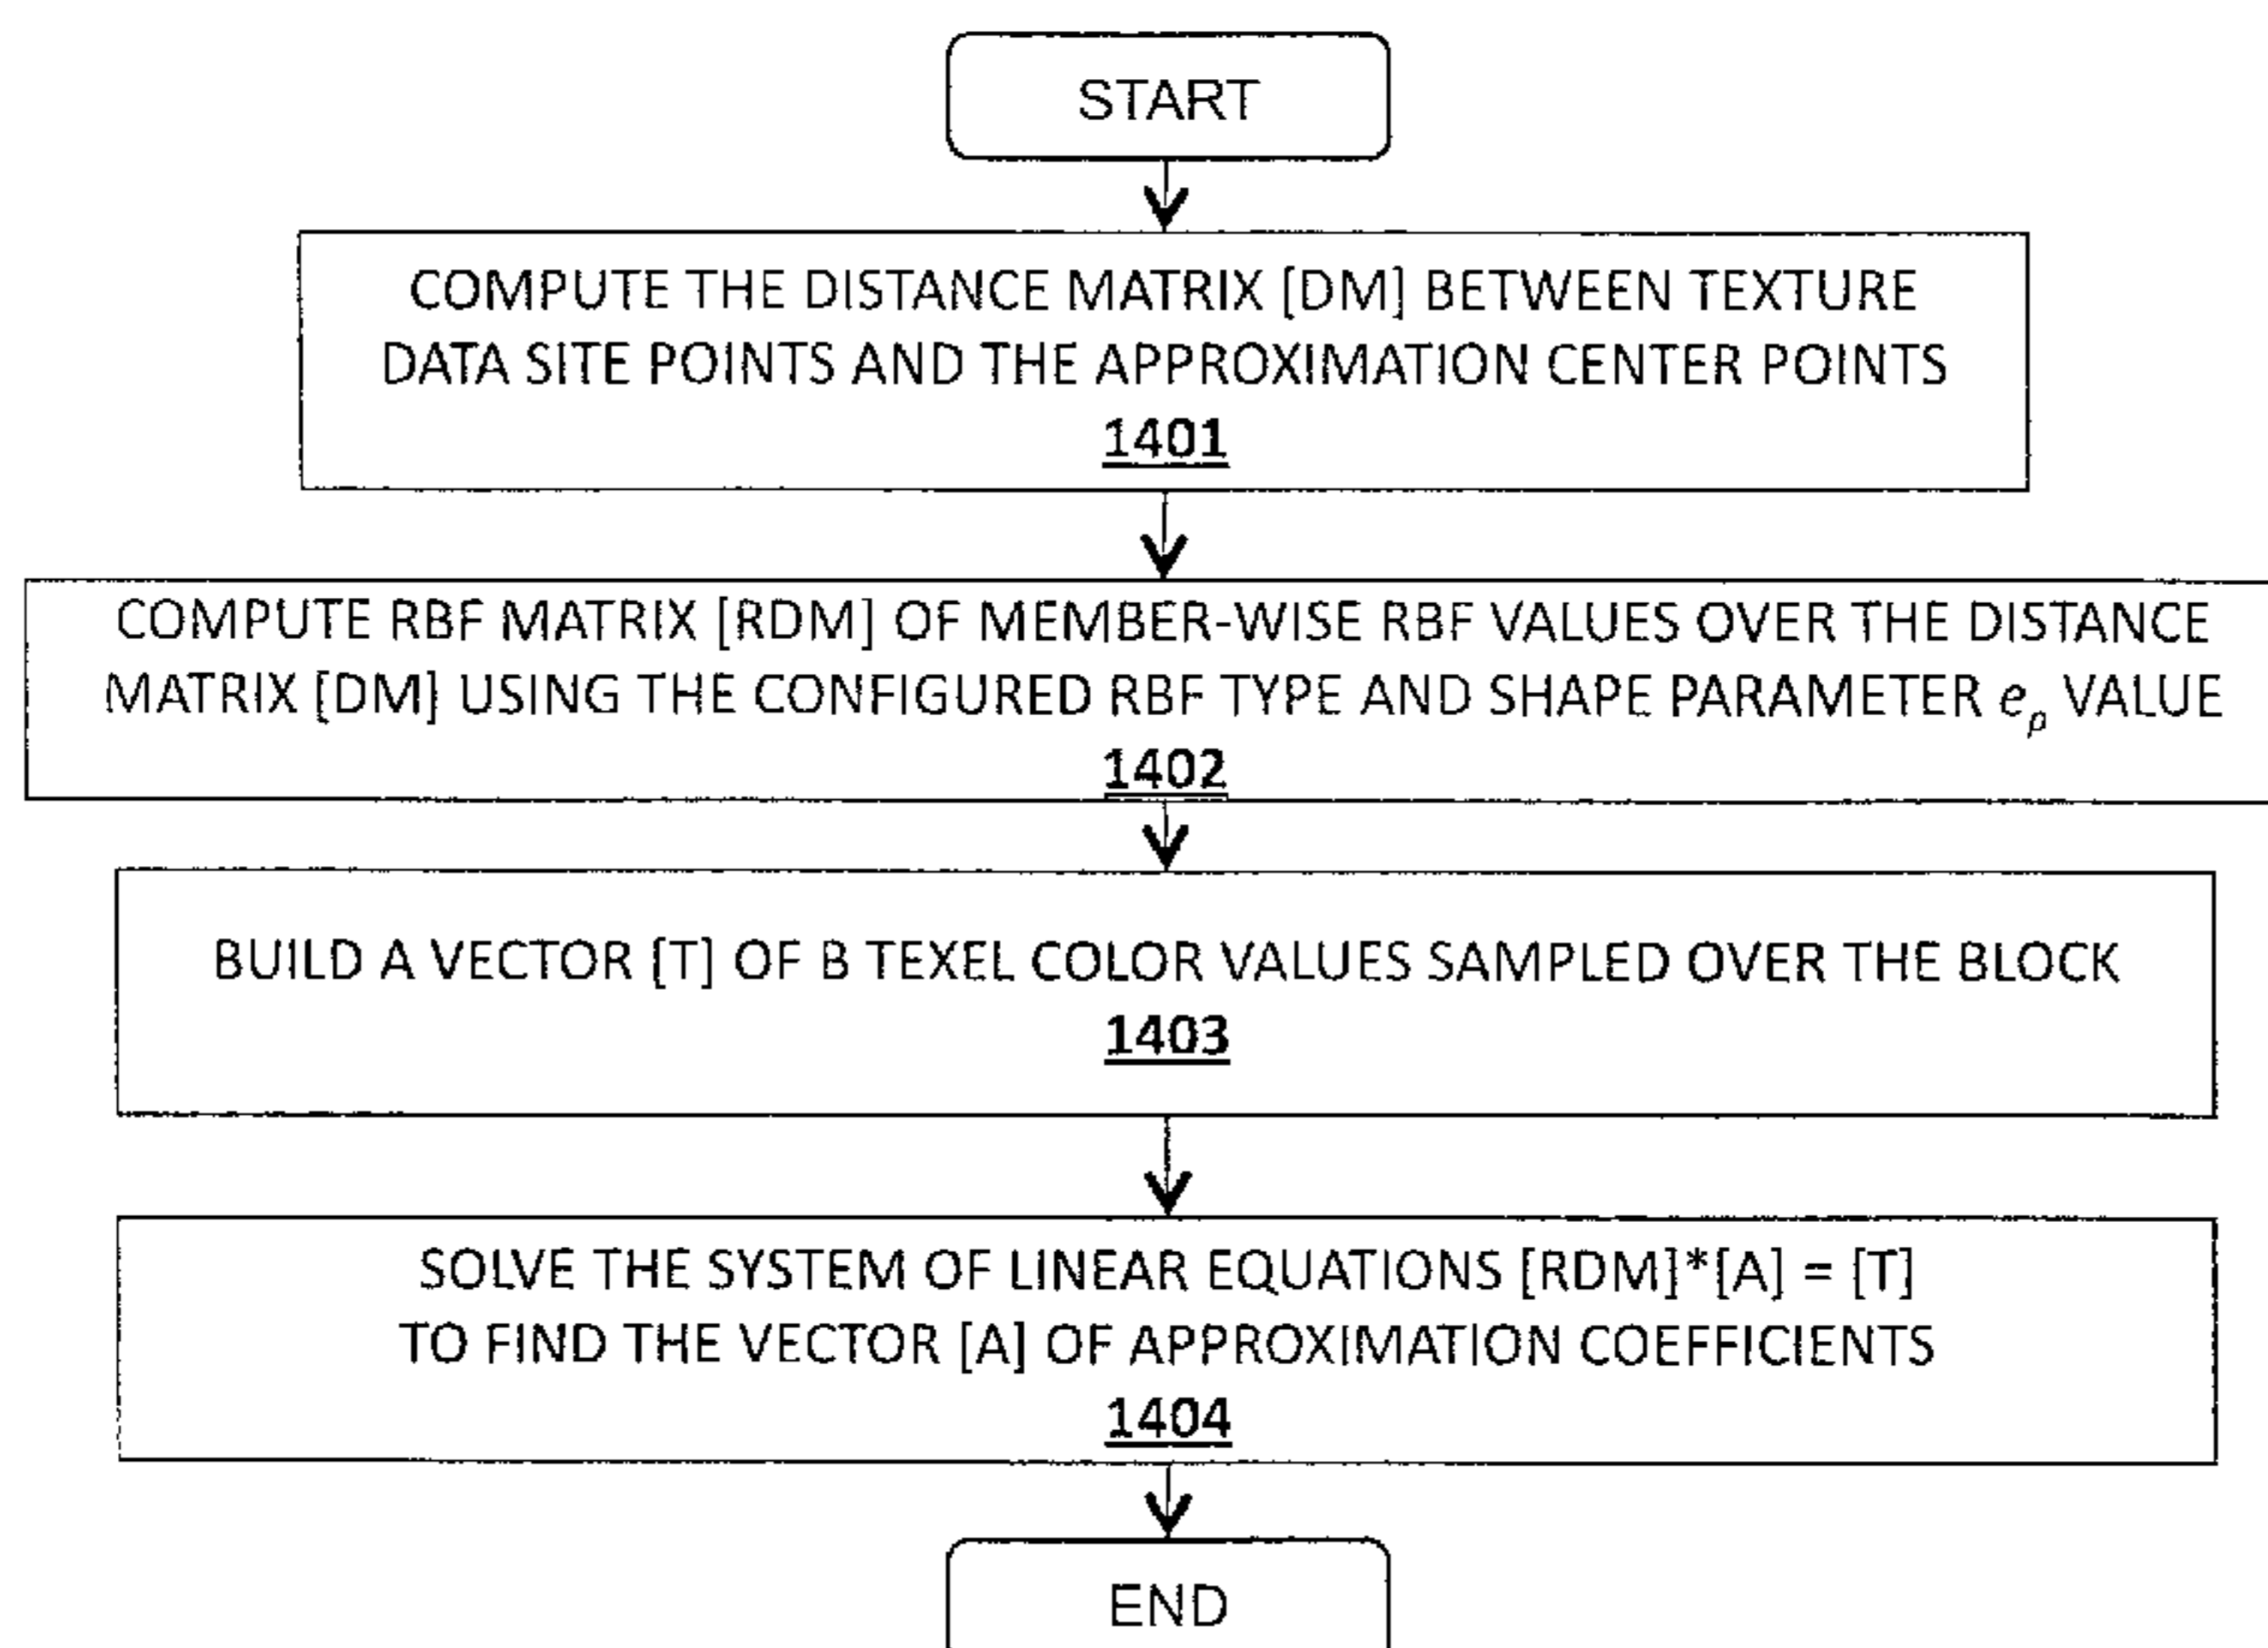 START
COMPUTE THE DISTANCE MATRIX [DM] BETWEEN TEXTURE
DATA SITE POINTS AND THE APPROXIMATION CENTER POINTS
1401
COMPUTE RBF MATRIX [RDM] OF MEMBER-WISE RBF VALUES OVER THE DISTANCE
MATRIX [DM] USING THE CONFIGURED RBF TYPE AND SHAPE PARAMETER eρ VALUE
1402
BUILD A VECTOR [T] OF B TEXEL COLOR VALUES SAMPLED OVER THE BLOCK
1403
SOLVE THE SYSTEM OF LINEAR EQUATIONS [RDM]*[A] = [T]
TO FIND THE VECTOR [A] OF APPROXIMATION COEFFICIENTS
1404
END